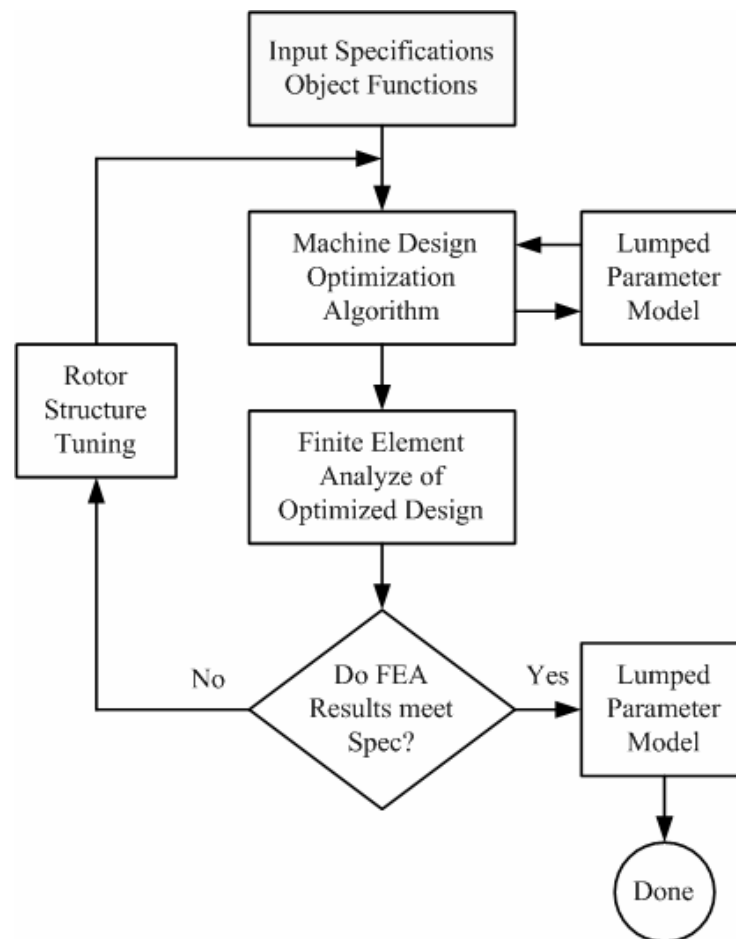 Input Specifications
Object Functions
Machine Design
Optimization
Algorithm
Lumped
Parameter
Model
Rotor
Structure
Tuning
Finite Element
Analyze of
Optimized Design
No
Do FEA
Results meet
Spec?
Yes
Lumped
Parameter
Model
Done